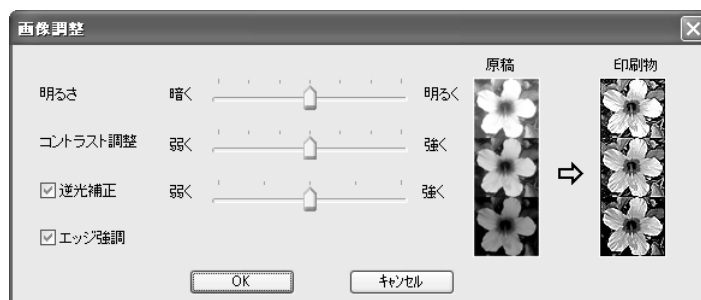 画像調整
原稿 印刷物
明るさ 暗く 明るく
コントラスト調整 弱く 強く
逆光補正 弱く 強く
エッジ強調
OK キャンセル